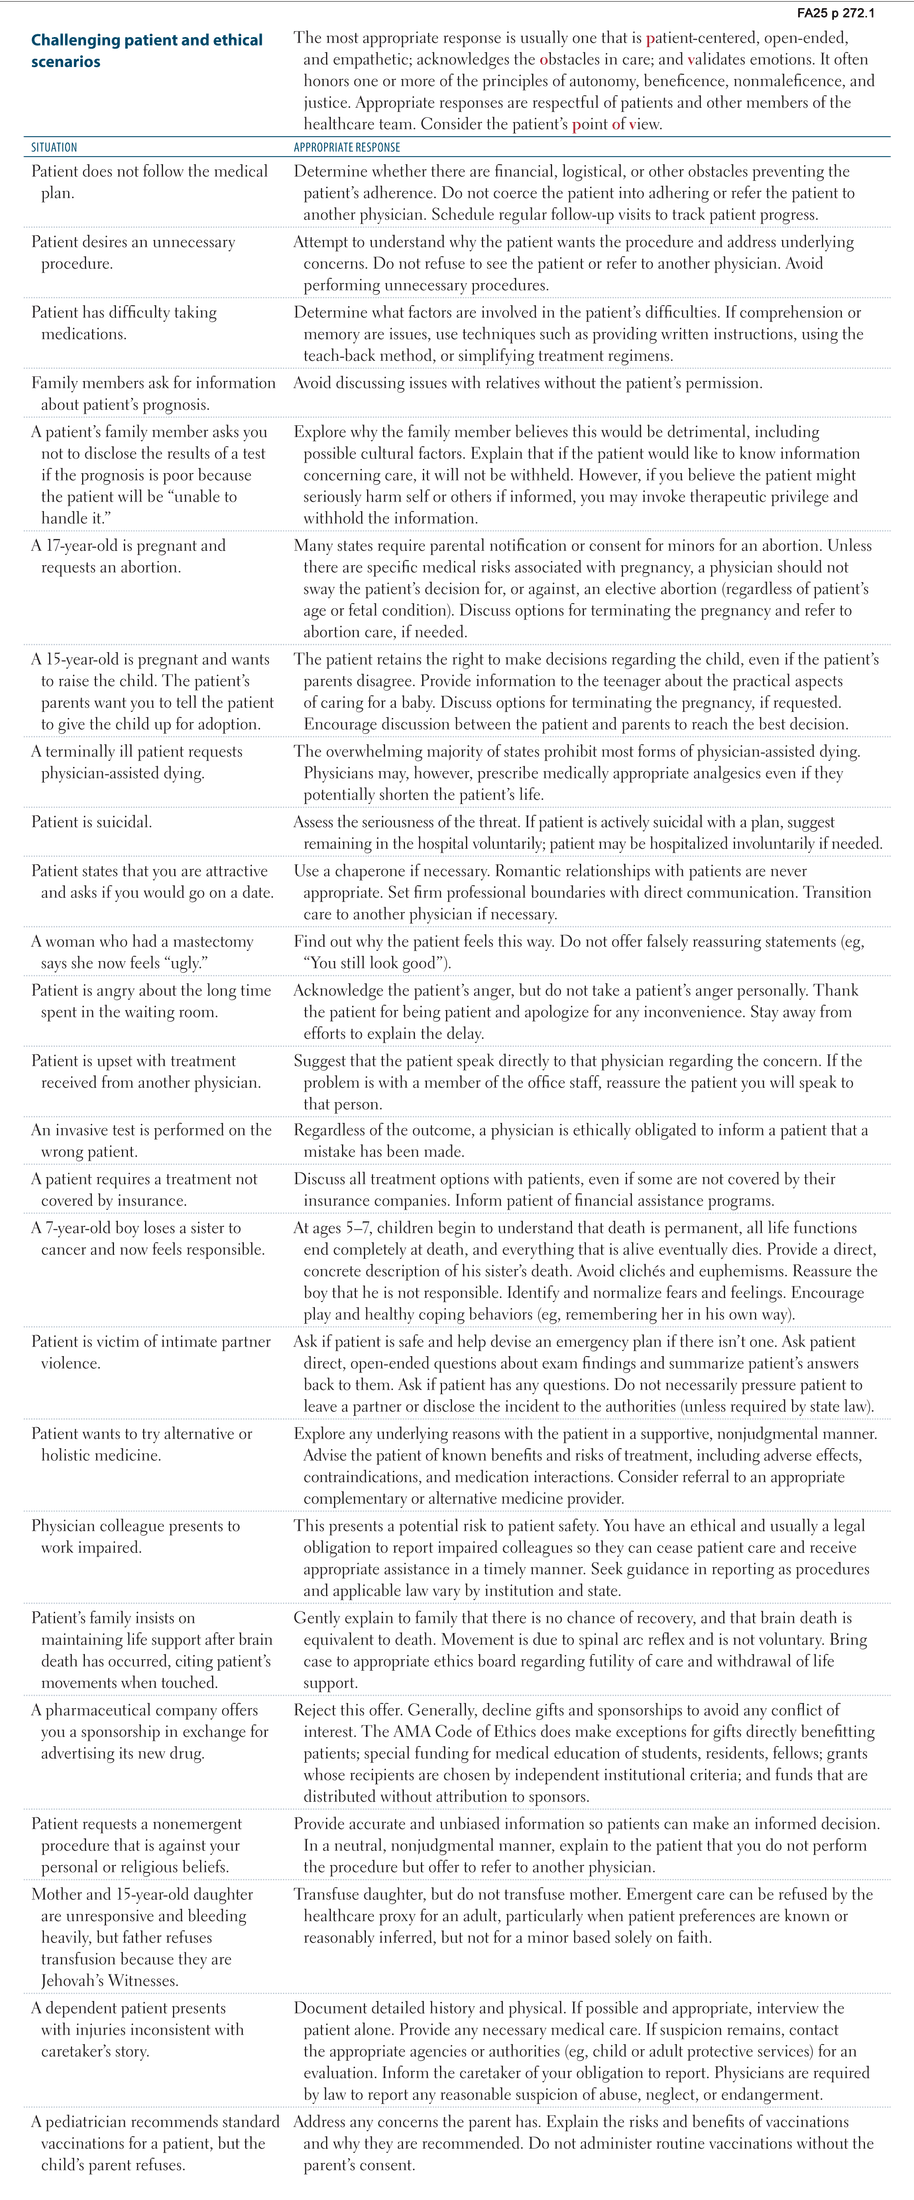 FA25 p 272.1
Challenging patient and ethical
scenarios
The most appropriate response is usually one that is patient-centered, open-ended,
and empathetic; acknowledges the obstacles in care; and validates emotions. It often
honors one or more of the principles of autonomy, beneficence, nonmaleficence, and
justice. Appropriate responses are respectful of patients and other members of the
healthcare team. Consider the patient's point of view.
SITUATION
APPROPRIATE RESPONSE
Patient does not follow the medical
plan.
Determine whether there are financial, logistical, or other obstacles preventing the
patient's adherence. Do not coerce the patient into adhering or refer the patient to
another physician. Schedule regular follow-up visits to track patient progress.
Patient desires an unnecessary
procedure.
Attempt to understand why the patient wants the procedure and address underlying
concerns. Do not refuse to see the patient or refer to another physician. Avoid
performing unnecessary procedures.
Patient has difficulty taking
medications.
Determine what factors are involved in the patient's difficulties. If comprehension or
memory are issues, use techniques such as providing written instructions, using the
teach-back method, or simplifying treatment regimens.
Family members ask for information
about patient's prognosis.
Avoid discussing issues with relatives without the patient's permission.
A patient's family member asks you
not to disclose the results of a test
if the prognosis is poor because
the patient will be “unable to
handle it.”
Explore why the family member believes this would be detrimental, including
possible cultural factors. Explain that if the patient would like to know information
concerning care, it will not be withheld. However, if you believe the patient might
seriously harm self or others if informed, you may invoke therapeutic privilege and
withhold the information.
A 17-year-old is pregnant and
requests an abortion.
Many states require parental notification or consent for minors for an abortion. Unless
there are specific medical risks associated with pregnancy, a physician should not
sway the patient's decision for, or against, an elective abortion (regardless of patient's
age or fetal condition). Discuss options for terminating the pregnancy and refer to
abortion care, if needed.
A 15-year-old is pregnant and wants
to raise the child. The patient's
parents want you to tell the patient
to give the child up for adoption.
The patient retains the right to make decisions regarding the child, even if the patient's
parents disagree. Provide information to the teenager about the practical aspects
of caring for a baby. Discuss options for terminating the pregnancy, if requested.
Encourage discussion between the patient and parents to reach the best decision.
A terminally ill patient requests
physician-assisted dying.
The overwhelming majority of states prohibit most forms of physician-assisted dying.
Physicians may, however, prescribe medically appropriate analgesics even if they
potentially shorten the patient's life.
Patient is suicidal.
Assess the seriousness of the threat. If patient is actively suicidal with a plan, suggest
remaining in the hospital voluntarily; patient may be hospitalized involuntarily if needed.
Patient states that you are attractive
and asks if you would go on a date.
Use a chaperone if necessary. Romantic relationships with patients are never
appropriate. Set firm professional boundaries with direct communication. Transition
care to another physician if necessary.
A woman who had a mastectomy
says she now feels “ugly.”
Find out why the patient feels this way. Do not offer falsely reassuring statements (eg,
“You still look good”).
Patient is angry about the long time
spent in the waiting room.
Acknowledge the patient's anger, but do not take a patient's anger personally. Thank
the patient for being patient and apologize for any inconvenience. Stay away from
efforts to explain the delay.
Patient is upset with treatment
received from another physician.
Suggest that the patient speak directly to that physician regarding the concern. If the
problem is with a member of the office staff, reassure the patient you will speak to
that person.
An invasive test is performed on the
wrong patient.
Regardless of the outcome, a physician is ethically obligated to inform a patient that a
mistake has been made.
A patient requires a treatment not
covered by insurance.
Discuss all treatment options with patients, even if some are not covered by their
insurance companies. Inform patient of financial assistance programs.
A 7-year-old boy loses a sister to
cancer and now feels responsible.
At ages 5–7, children begin to understand that death is permanent, all life functions
end completely at death, and everything that is alive eventually dies. Provide a direct,
concrete description of his sister's death. Avoid clichés and euphemisms. Reassure the
boy that he is not responsible. Identify and normalize fears and feelings. Encourage
play and healthy coping behaviors (eg, remembering her in his own way).
Patient is victim of intimate partner
violence.
Ask if patient is safe and help devise an emergency plan if there isn't one. Ask patient
direct, open-ended questions about exam findings and summarize patient's answers
back to them. Ask if patient has any questions. Do not necessarily pressure patient to
leave a partner or disclose the incident to the authorities (unless required by state law).
Patient wants to try alternative or
holistic medicine.
Explore any underlying reasons with the patient in a supportive, nonjudgmental manner.
Advise the patient of known benefits and risks of treatment, including adverse effects,
contraindications, and medication interactions. Consider referral to an appropriate
complementary or alternative medicine provider.
Physician colleague presents to
work impaired.
This presents a potential risk to patient safety. You have an ethical and usually a legal
obligation to report impaired colleagues so they can cease patient care and receive
appropriate assistance in a timely manner. Seek guidance in reporting as procedures
and applicable law vary by institution and state.
Patient's family insists on
maintaining life support after brain
death has occurred, citing patient's
movements when touched.
Gently explain to family that there is no chance of recovery, and that brain death is
equivalent to death. Movement is due to spinal arc reflex and is not voluntary. Bring
case to appropriate ethics board regarding futility of care and withdrawal of life
support.
A pharmaceutical company offers
you a sponsorship in exchange for
advertising its new drug.
Reject this offer. Generally, decline gifts and sponsorships to avoid any conflict of
interest. The AMA Code of Ethics does make exceptions for gifts directly benefitting
patients; special funding for medical education of students, residents, fellows; grants
whose recipients are chosen by independent institutional criteria; and funds that are
distributed without attribution to sponsors.
Patient requests a nonemergent
procedure that is against your
personal or religious beliefs.
Provide accurate and unbiased information so patients can make an informed decision.
In a neutral, nonjudgmental manner, explain to the patient that you do not perform
the procedure but offer to refer to another physician.
Mother and 15-year-old daughter
are unresponsive and bleeding
heavily, but father refuses
transfusion because they are
Jehovah's Witnesses.
Transfuse daughter, but do not transfuse mother. Emergent care can be refused by the
healthcare proxy for an adult, particularly when patient preferences are known or
reasonably inferred, but not for a minor based solely on faith.
A dependent patient presents
with injuries inconsistent with
caretaker's story.
Document detailed history and physical. If possible and appropriate, interview the
patient alone. Provide any necessary medical care. If suspicion remains, contact
the appropriate agencies or authorities (eg, child or adult protective services) for an
evaluation. Inform the caretaker of your obligation to report. Physicians are required
by law to report any reasonable suspicion of abuse, neglect, or endangerment.
A pediatrician recommends standard
vaccinations for a patient, but the
child's parent refuses.
Address any concerns the parent has. Explain the risks and benefits of vaccinations
and why they are recommended. Do not administer routine vaccinations without the
parent's consent.